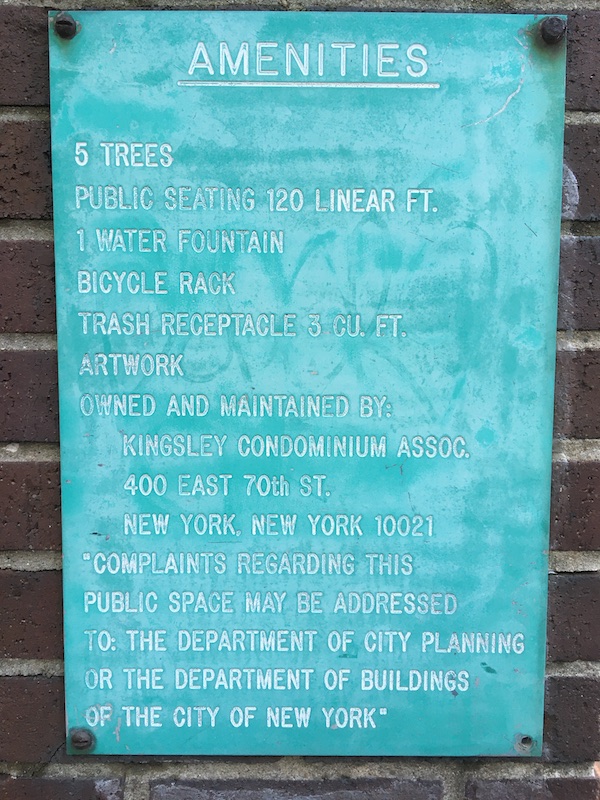 AMENITIES
5 TREES
PUBLIC SEATING 120 LINEAR FT.
1 WATER FOUNTAIN
BICYCLE RACK
TRASH RECEPTACLE 3 CU. FT.
ARTWORK
OWNED AND MAINTAINED BY:
KINGSLEY CONDOMINIUM ASSOC.
400 EAST 70th ST.
NEW YORK, NEW YORK 10021
"COMPLAINTS REGARDING THIS
PUBLIC SPACE MAY BE ADDRESSED
TO: THE DEPARTMENT OF CITY PLANNING
OR THE DEPARTMENT OF BUILDINGS
OF THE CITY OF NEW YORK"